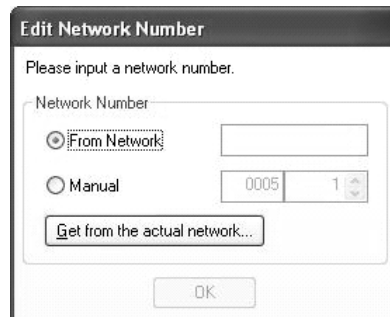 Edit Network Number
Please input a network number.
Network Number
From Network
Manual 0005 1
Get from the actual network...
OK